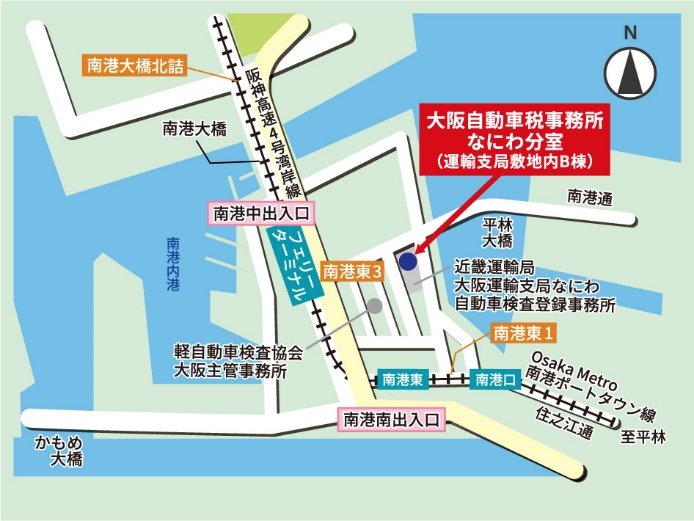 N
南港大橋北詰
阪神高速4号湾岸線
大阪自動車税事務所
なにわ分室
(運輸支局敷地内B棟)
南港大橋
南港通
南港中出入口
平林
大橋
南港内港
フェリー
ターミナル
南港東3
近畿運輸局
大阪運輸支局なにわ
自動車検査登録事務所
南港東1
軽自動車検査協会
大阪主管事務所
Osaka Metro
南港ポートタウン線
南港東
南港口
住之江通
至平林
南港南出入口
かもめ
大橋